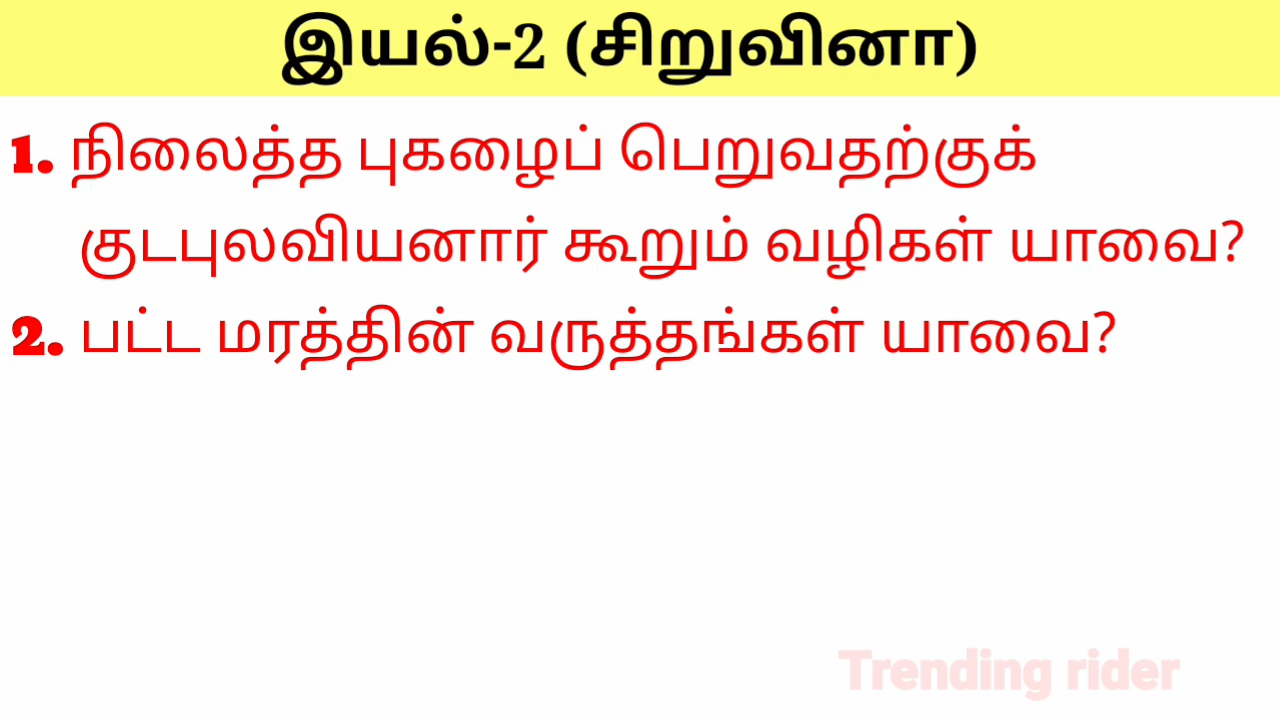 இயல்-2 (சிறுவினா)
1. நிலைத்த புகழைப் பெறுவதற்குக்
குடபுலவியனார் கூறும் வழிகள் யாவை?
2. பட்ட மரத்தின் வருத்தங்கள் யாவை?
Trending rider